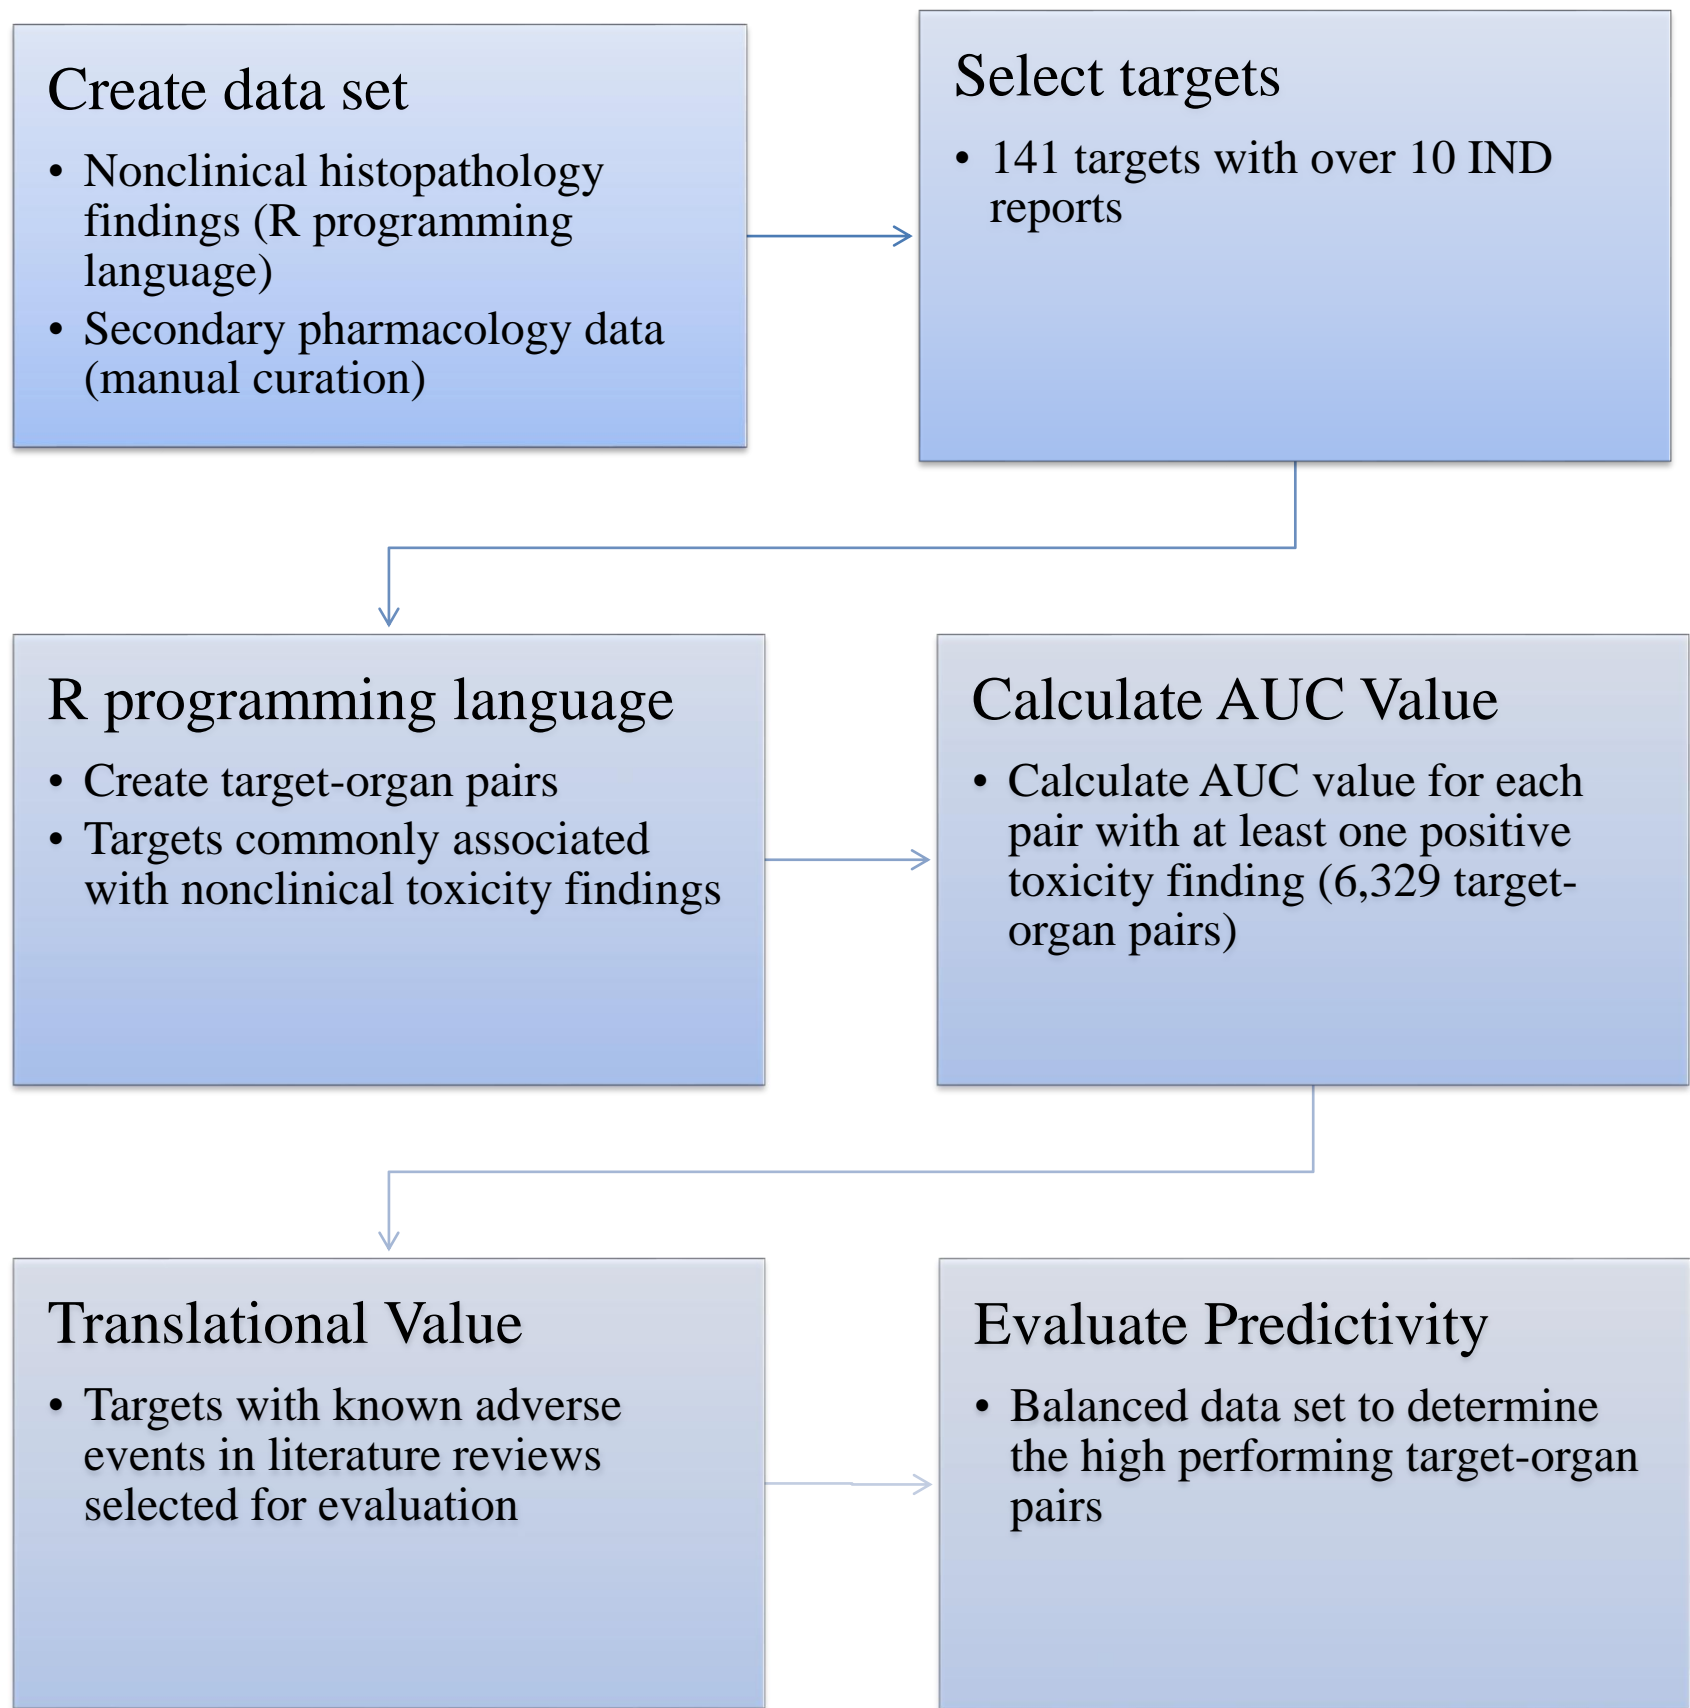 Create data set
• Nonclinical histopathology
findings (R programming
language)
• Secondary pharmacology data
(manual curation)
Select targets
• 141 targets with over 10 IND
reports
R programming language
• Create target-organ pairs
• Targets commonly associated
with nonclinical toxicity findings
Calculate AUC Value
• Calculate AUC value for each
pair with at least one positive
toxicity finding (6,329 target-
organ pairs)
Translational Value
• Targets with known adverse
events in literature reviews
selected for evaluation
Evaluate Predictivity
• Balanced data set to determine
the high performing target-organ
pairs